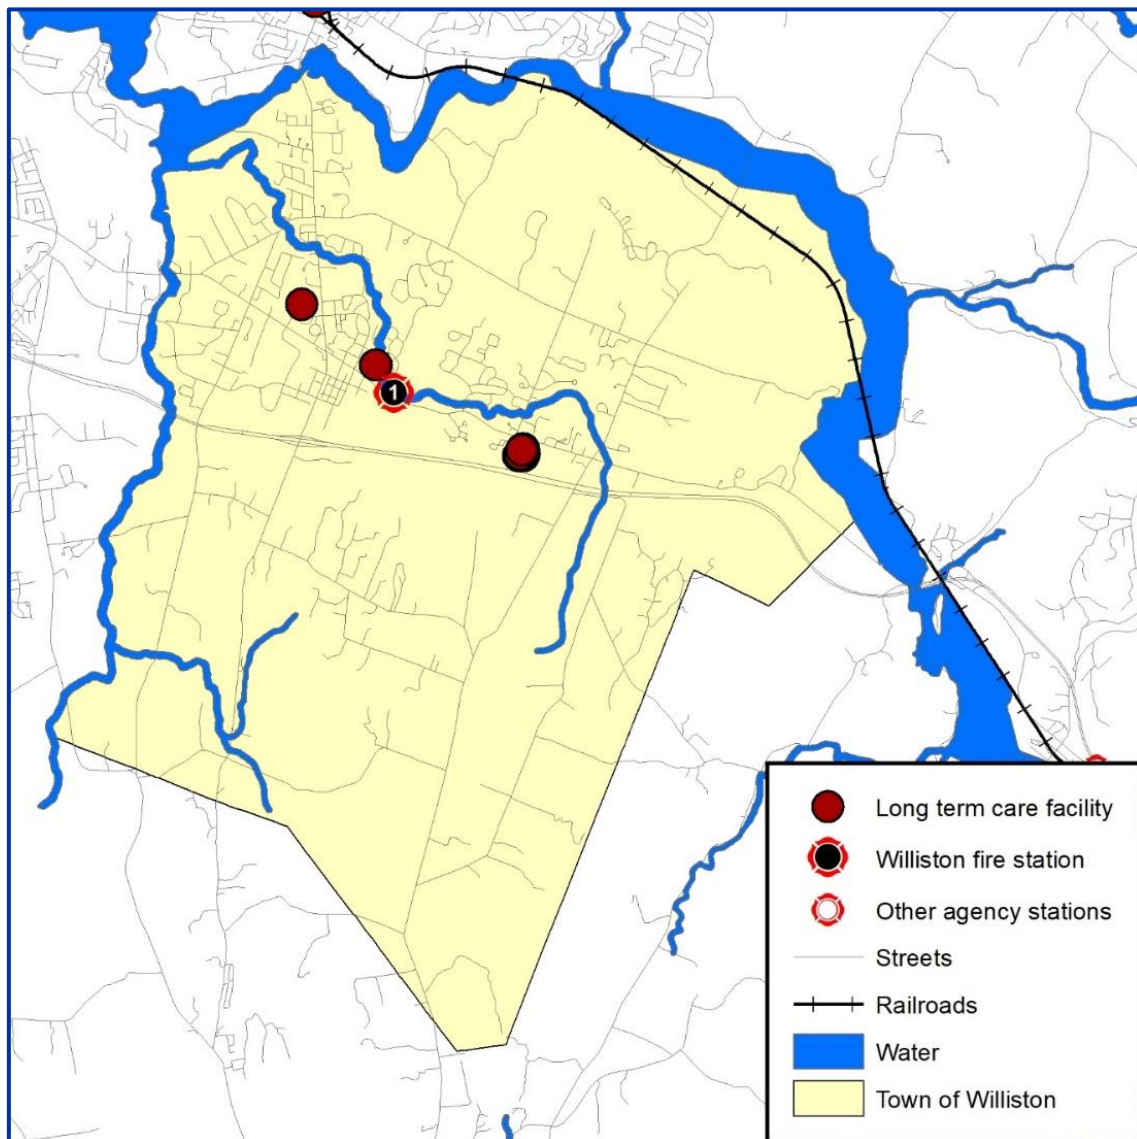 1
Long term care facility
Williston fire station
Other agency stations
Streets
Railroads
Water
Town of Williston